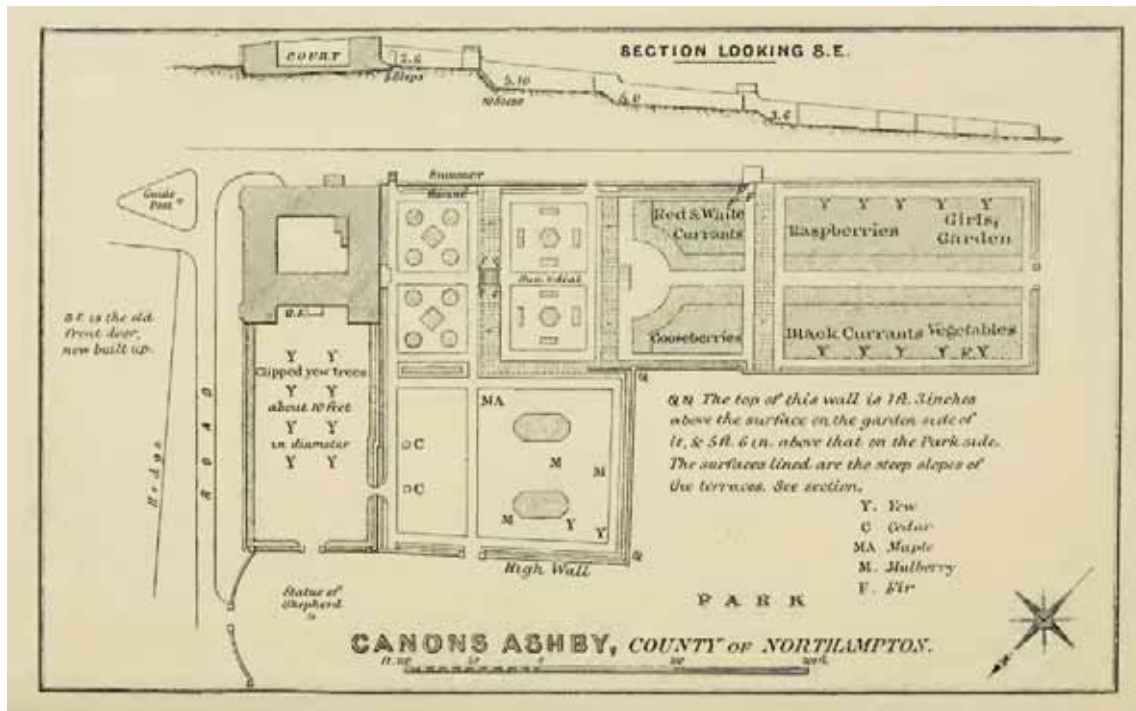 SECTION LOOKING S.E.
COURT
2.6
5 Steps
5.10
10 Steps
3.6
Summer
House
Guide
Post
Red & White
Currants
Raspberries
Girls,
Garden
Sun Dial
Gooseberries
Black Currants
Vegetables
Y Y Y Y Y
Y Y Y Y F Y
B.F. is the old
front door,
now built up.
B.F.
Y Y
Clipped yew trees
Y Y
about 10 feet
Y Y
in diameter
Y Y
ROAD
Hedge
C
C
MA
M
M
M
Y
Y
Q
Q
High Wall
Q Q The top of this wall is 1 ft. 3 inches
above the surface on the garden side of
it, & 5 ft. 6 in. above that on the Park side.
The surfaces lined are the steep slopes of
the terraces. See section.
Y. Yew
C Cedar
MA Maple
M. Mulberry
F. Fir
Statue of
Shepherd
PARK
CANONS ASHBY, COUNTY OF NORTHAMPTON.
50
0
N.